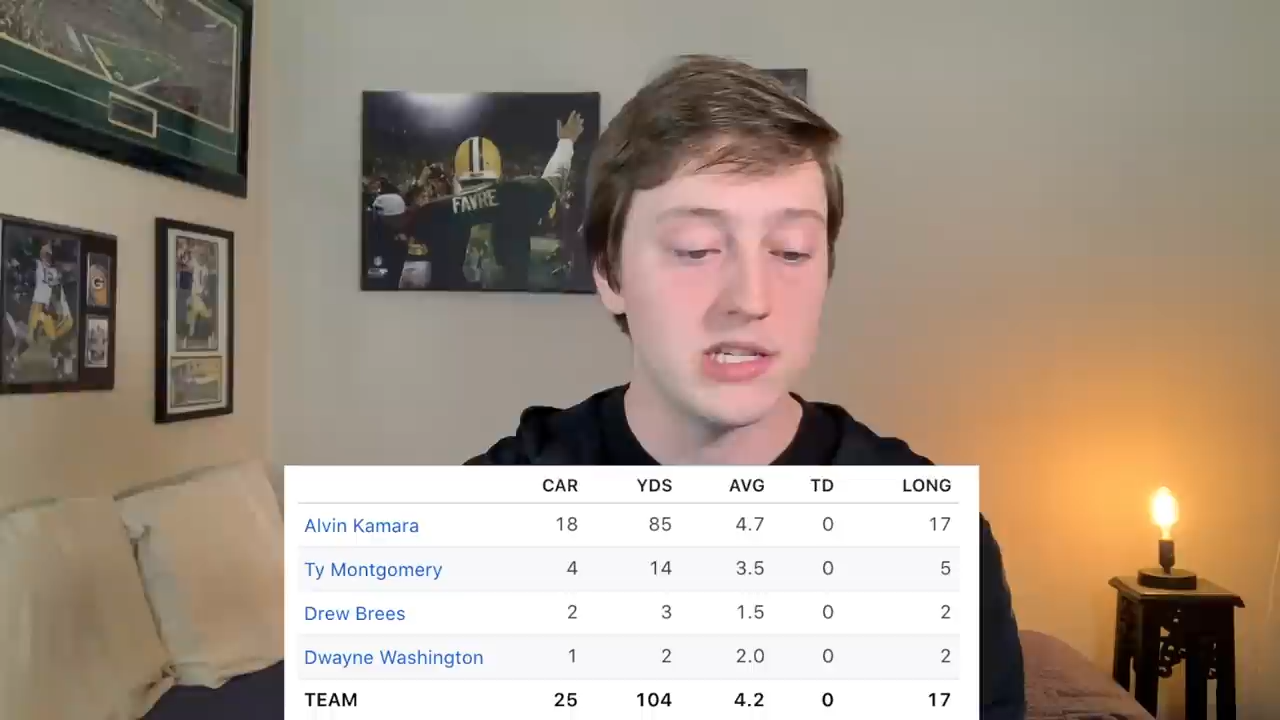 FAVRE
CAR YDS AVG TD LONG
Alvin Kamara 18 85 4.7 0 17
Ty Montgomery 4 14 3.5 0 5
Drew Brees 2 3 1.5 0 2
Dwayne Washington 1 2 2.0 0 2
TEAM 25 104 4.2 0 17